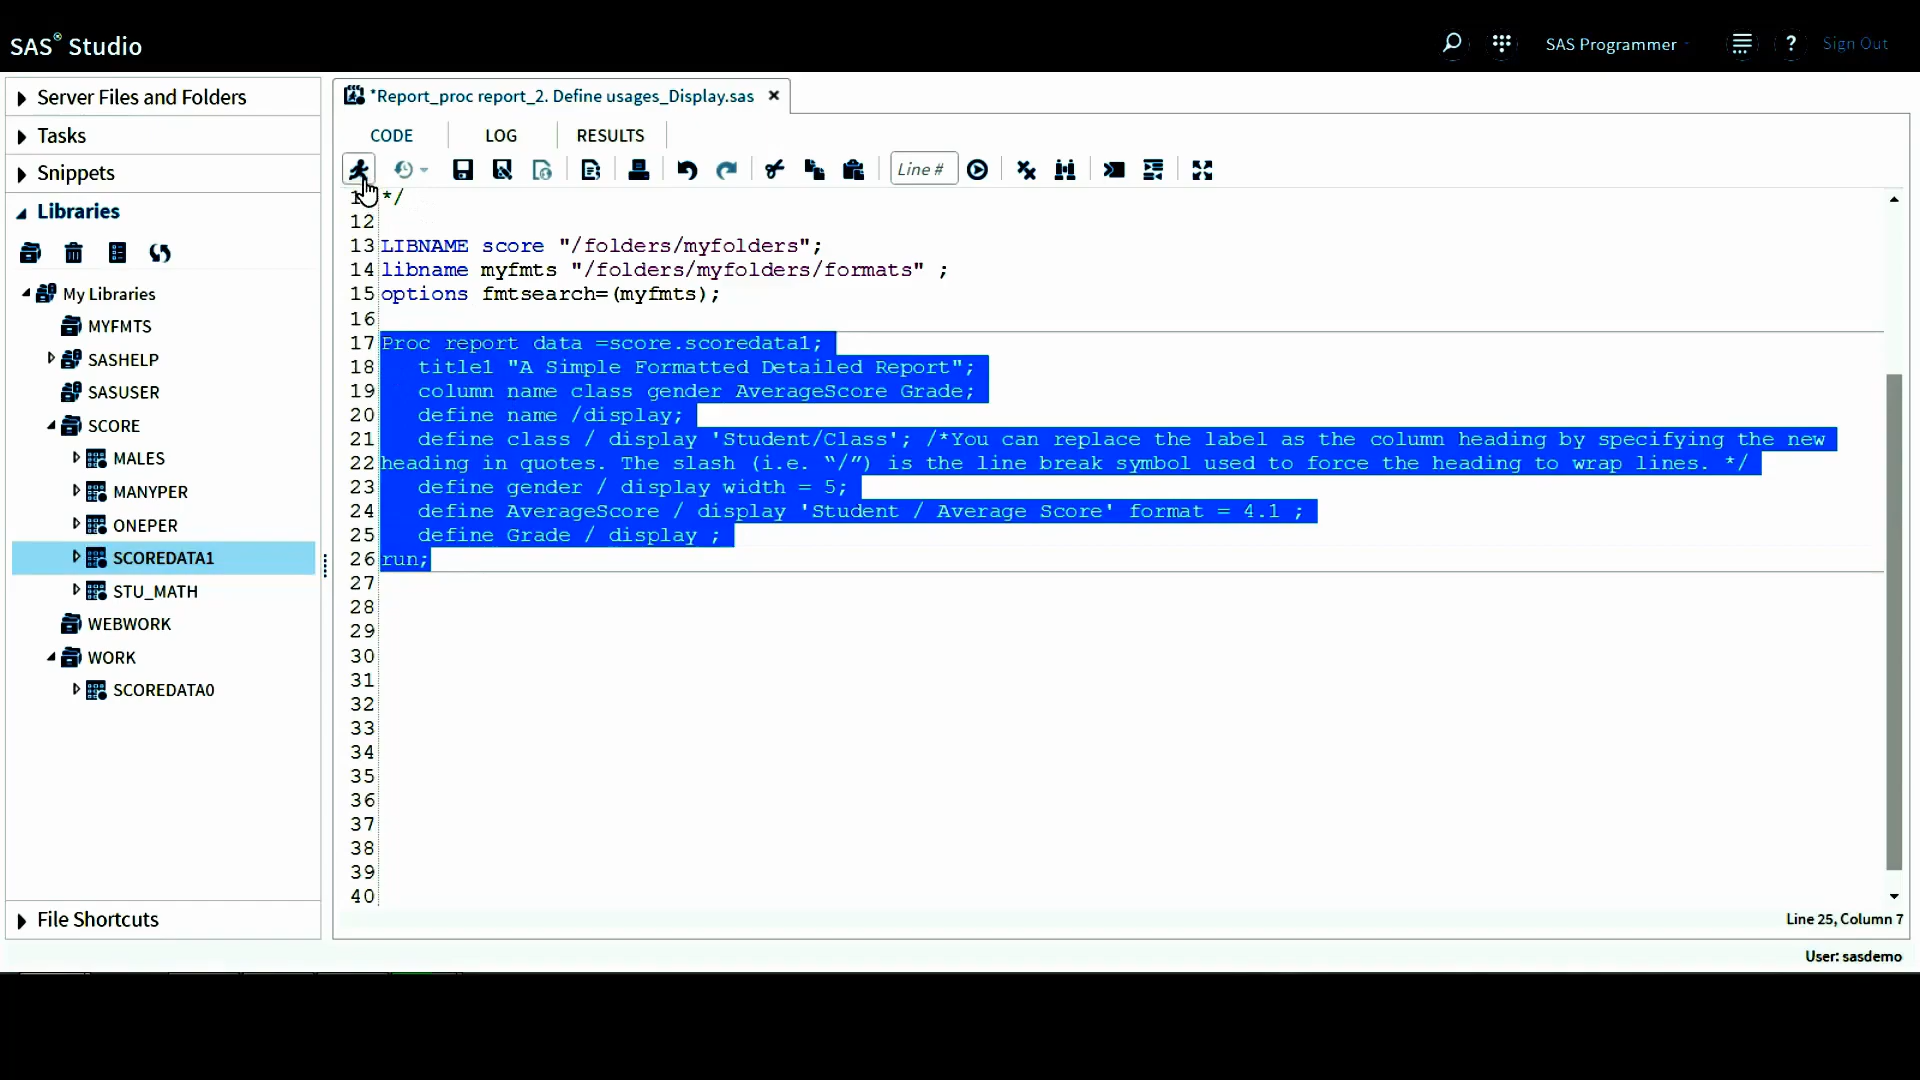 SAS® Studio
SAS Programmer
?
Sign Out
Server Files and Folders
Tasks
Snippets
Libraries
My Libraries
MYFMTS
SASHELP
SASUSER
SCORE
MALES
MANYPER
ONEPER
SCOREDATA1
STU_MATH
WEBWORK
WORK
SCOREDATA0
File Shortcuts
*Report_proc report_2. Define usages_Display.sas
CODE LOG RESULTS
Line #
*/
12
13 LIBNAME score "/folders/myfolders";
14 libname myfmts "/folders/myfolders/formats" ;
15 options fmtsearch=(myfmts);
16
17 Proc report data =score.scoredata1;
18 title1 "A Simple Formatted Detailed Report";
19 column name class gender AverageScore Grade;
20 define name /display;
21 define class / display 'Student/Class'; /*You can replace the label as the column heading by specifying the new
22 heading in quotes. The slash (i.e. “/”) is the line break symbol used to force the heading to wrap lines. */
23 define gender / display width = 5;
24 define AverageScore / display 'Student / Average Score' format = 4.1 ;
25 define Grade / display ;
26 run;
27
28
29
30
31
32
33
34
35
36
37
38
39
40
Line 25, Column 7
User: sasdemo